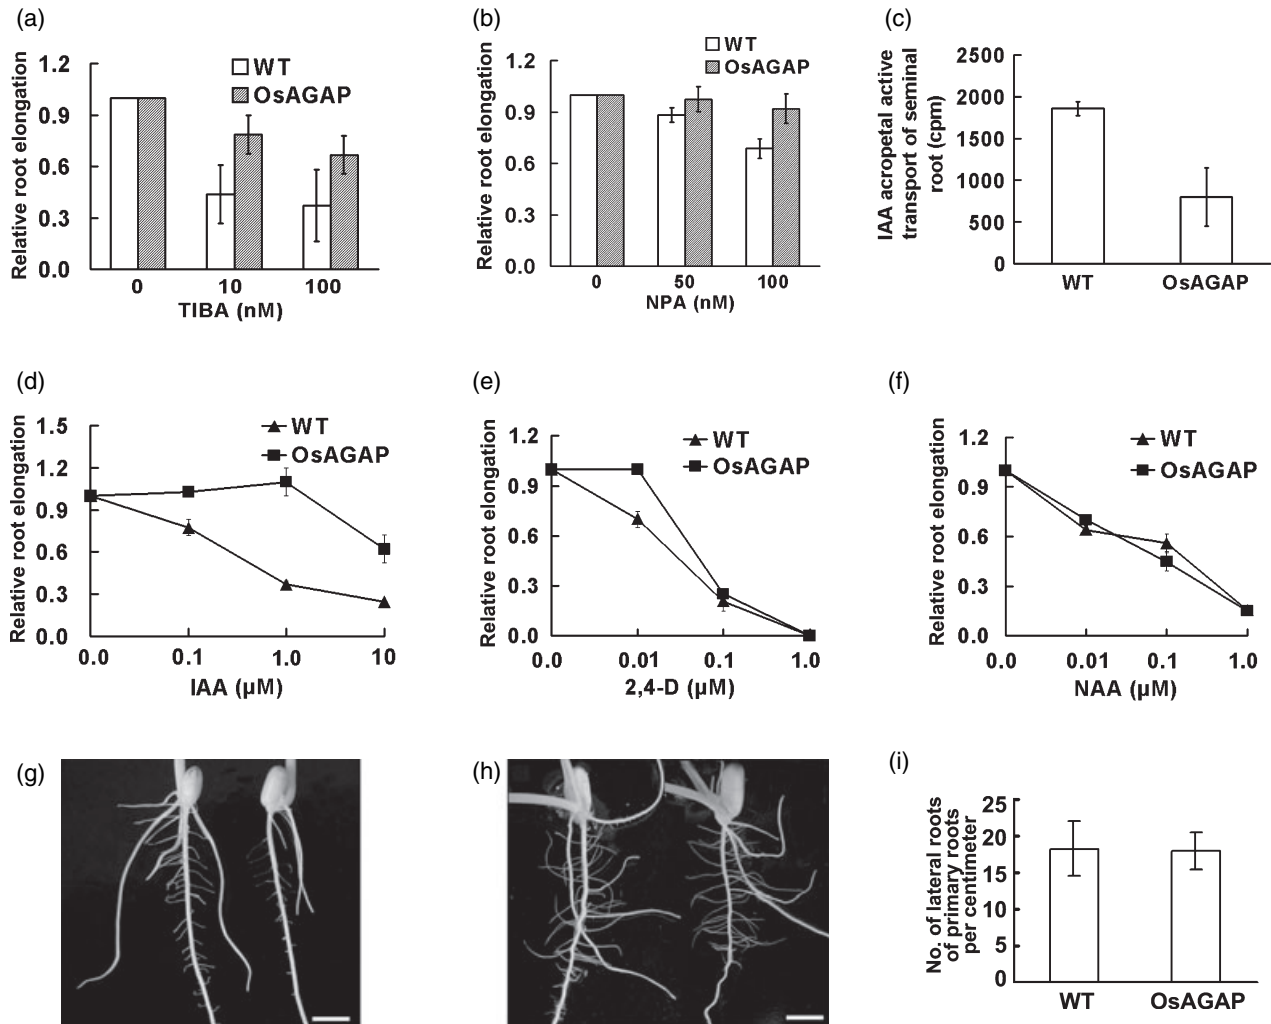 (a)
Relative root elongation
1.2
0.9
0.6
0.3
0.0
WT
OsAGAP
0 10 100
TIBA (nM)
(b)
Relative root elongation
1.2
0.9
0.6
0.3
0.0
WT
OsAGAP
0 50 100
NPA (nM)
(c)
IAA acropetal active
transport of seminal
root (cpm)
2500
2000
1500
1000
500
0
WT OsAGAP
(d)
Relative root elongation
1.5
1.2
0.9
0.6
0.3
0.0
WT
OsAGAP
0.0 0.1 1.0 10
IAA (µM)
(e)
Relative root elongation
1.2
0.9
0.6
0.3
0.0
WT
OsAGAP
0.0 0.01 0.1 1.0
2,4-D (µM)
(f)
Relative root elongation
1.2
0.9
0.6
0.3
0.0
WT
OsAGAP
0.0 0.01 0.1 1.0
NAA (µM)
(g)
(h)
(i)
No. of lateral roots
of primary roots
per centimeter
25
20
15
10
5
0
WT OsAGAP